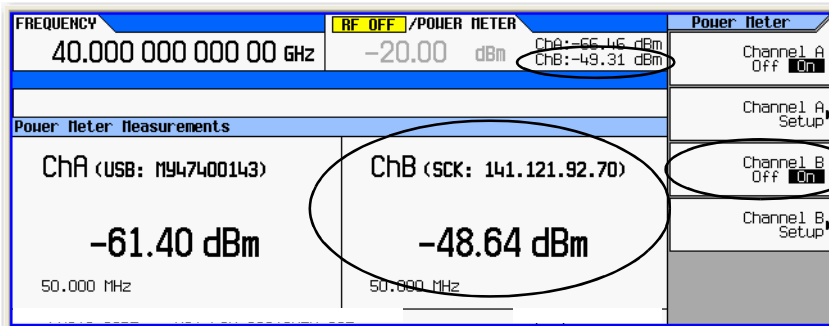 FREQUENCY
RF OFF /POWER METER
Power Meter
40.000 000 000 00 GHz
-20.00 dBm
ChA:-66.46 dBm
ChB:-49.31 dBm
Channel A
Off On
Channel A
Setup
Power Meter Measurements
ChA (USB: MY47400143)
ChB (SCK: 141.121.92.70)
Channel B
Off On
-61.40 dBm
-48.64 dBm
Channel B
Setup
50.000 MHz
50.000 MHz